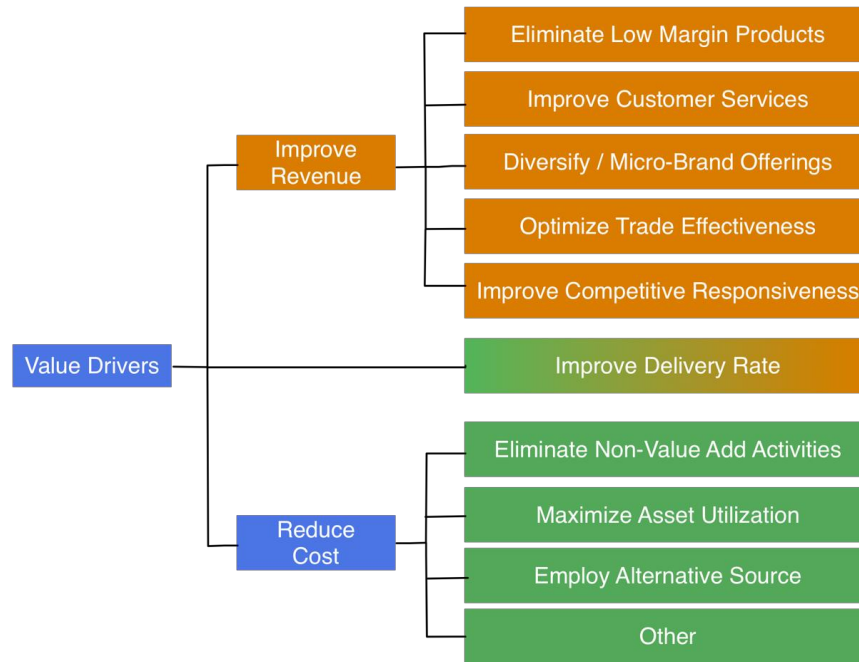 Eliminate Low Margin Products
Improve Customer Services
Improve
Revenue
Diversify / Micro-Brand Offerings
Optimize Trade Effectiveness
Improve Competitive Responsiveness
Value Drivers
Improve Delivery Rate
Eliminate Non-Value Add Activities
Maximize Asset Utilization
Reduce
Cost
Employ Alternative Source
Other